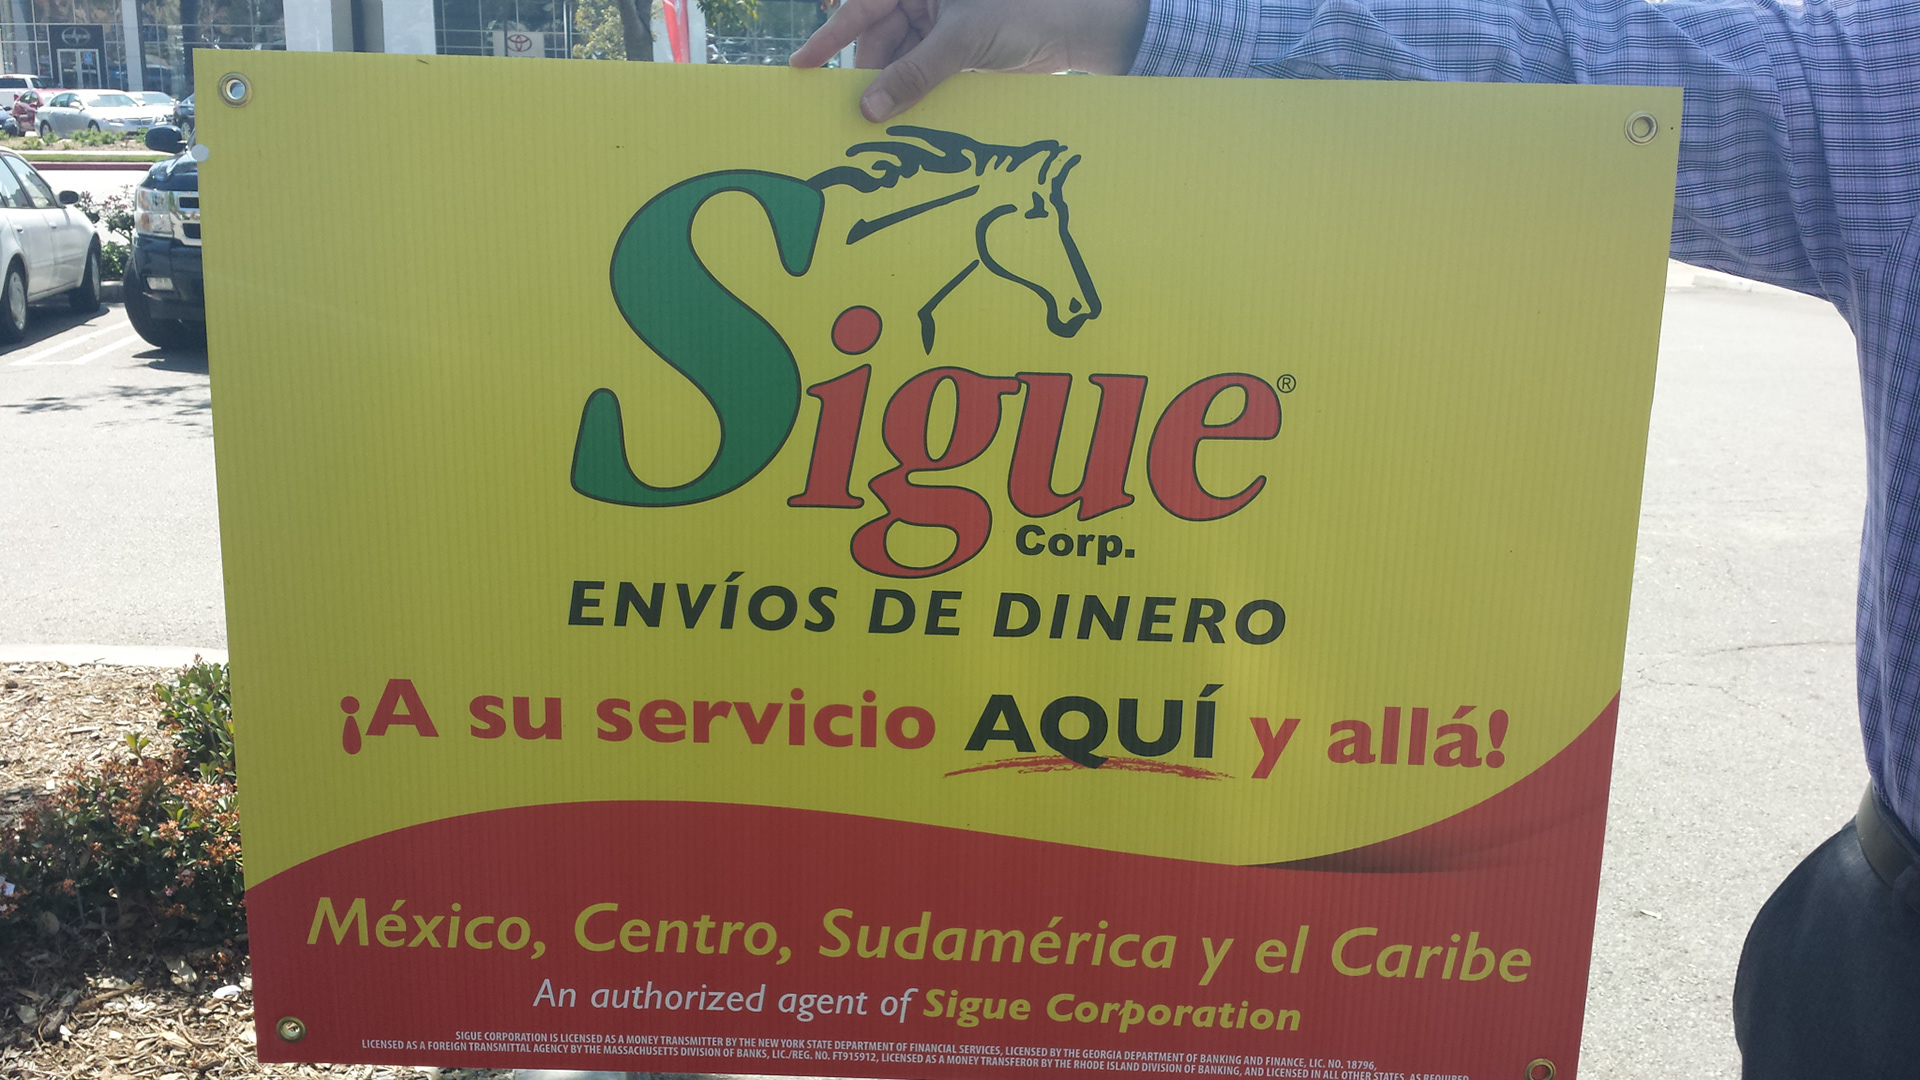 Sigue®
Corp.
ENVÍOS DE DINERO
¡A su servicio AQUÍ y allá!
México, Centro, Sudamérica y el Caribe
An authorized agent of Sigue Corporation
SIGUE CORPORATION IS LICENSED AS A MONEY TRANSMITTER BY THE NEW YORK STATE DEPARTMENT OF FINANCIAL SERVICES, LICENSED BY THE GEORGIA DEPARTMENT OF BANKING AND FINANCE, LIC. NO. 18796,
LICENSED AS A FOREIGN TRANSMITTAL AGENCY BY THE MASSACHUSETTS DIVISION OF BANKS, LIC./REG. NO. FT915912, LICENSED AS A MONEY TRANSFEROR BY THE RHODE ISLAND DIVISION OF BANKING, AND LICENSED IN ALL OTHER STATES, AS REQUIRED